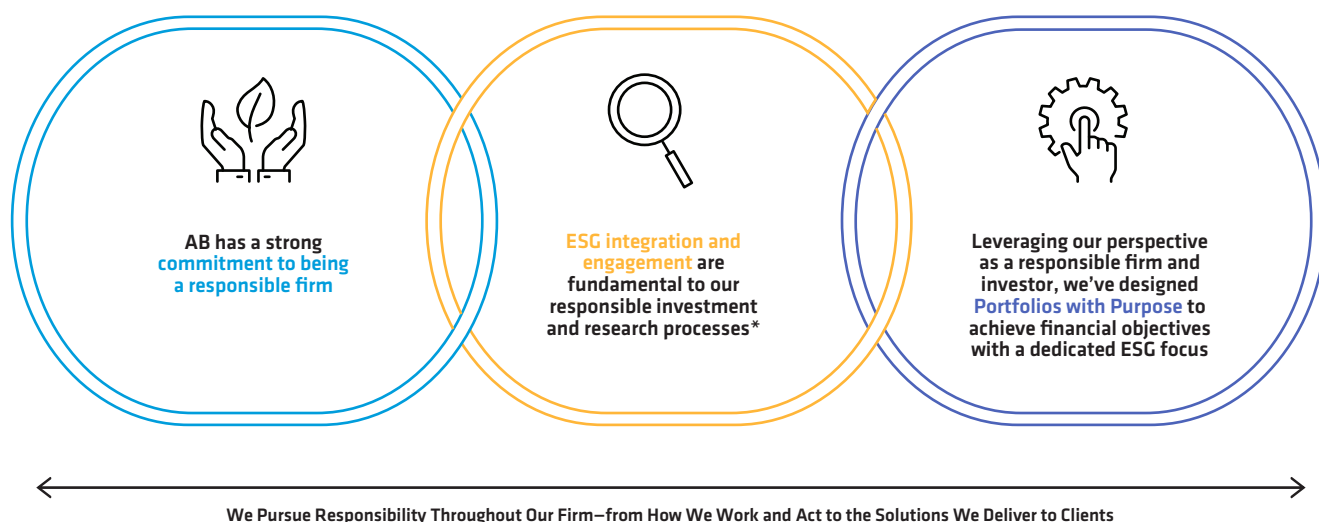 AB has a strong
commitment to being
a responsible firm
ESG integration and
engagement are
fundamental to our
responsible investment
and research processes*
Leveraging our perspective
as a responsible firm and
investor, we’ve designed
Portfolios with Purpose to
achieve financial objectives
with a dedicated ESG focus
We Pursue Responsibility Throughout Our Firm—from How We Work and Act to the Solutions We Deliver to Clients